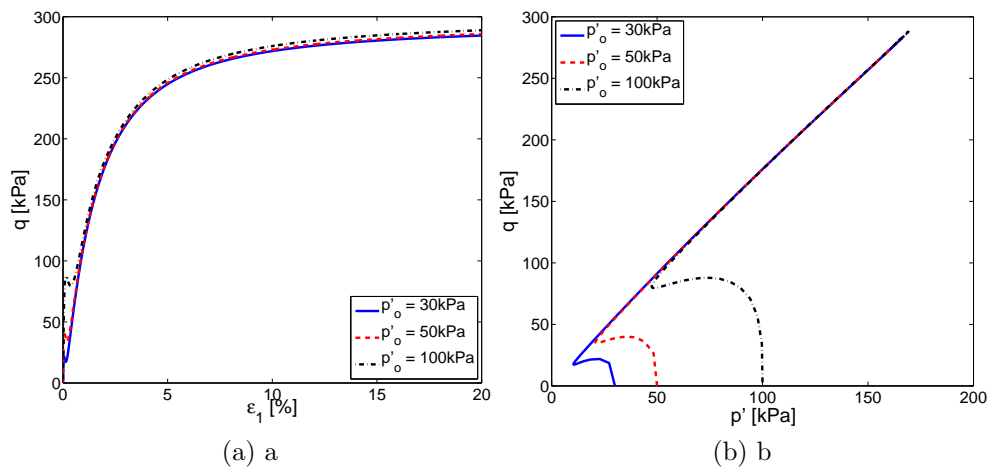 300
250
200
150
100
50
0
q [kPa]
0
5
10
15
20
ε₁ [%]
p'ₒ = 30kPa
p'ₒ = 50kPa
p'ₒ = 100kPa
(a) a
300
250
200
150
100
50
0
q [kPa]
0
50
100
150
200
p' [kPa]
p'ₒ = 30kPa
p'ₒ = 50kPa
p'ₒ = 100kPa
(b) b